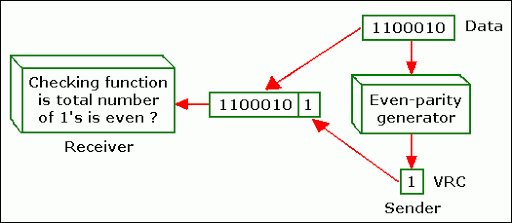 1100010
Data
Checking function
is total number
of 1's is even ?
Receiver
1100010 1
Even-parity
generator
1
VRC
Sender